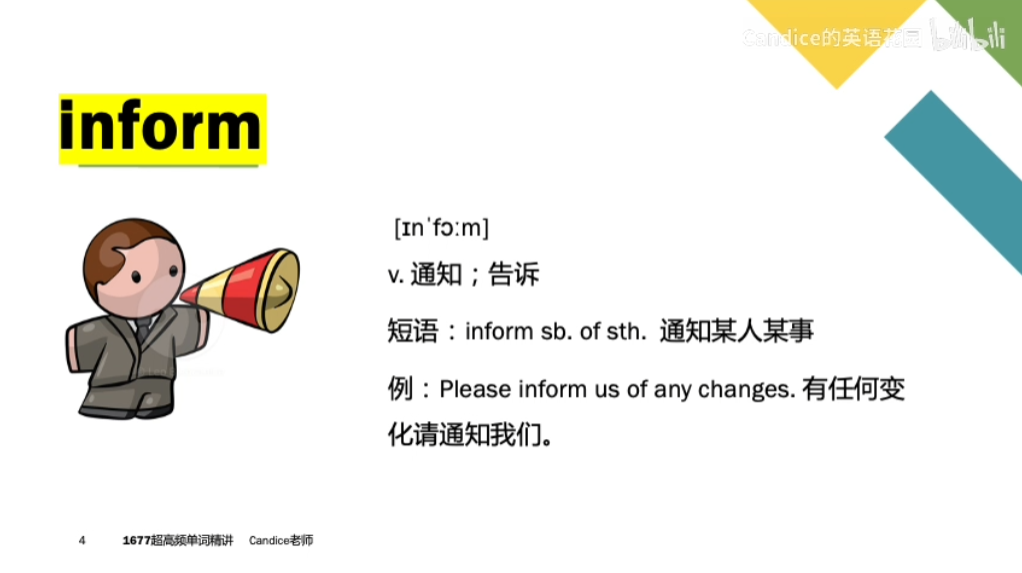 Candice的英语花园 bilibili
inform
[ɪnˈfɔːm]
v. 通知；告诉
短语：inform sb. of sth. 通知某人某事
例：Please inform us of any changes. 有任何变
化请通知我们。
4 1677超高频单词精讲 Candice老师